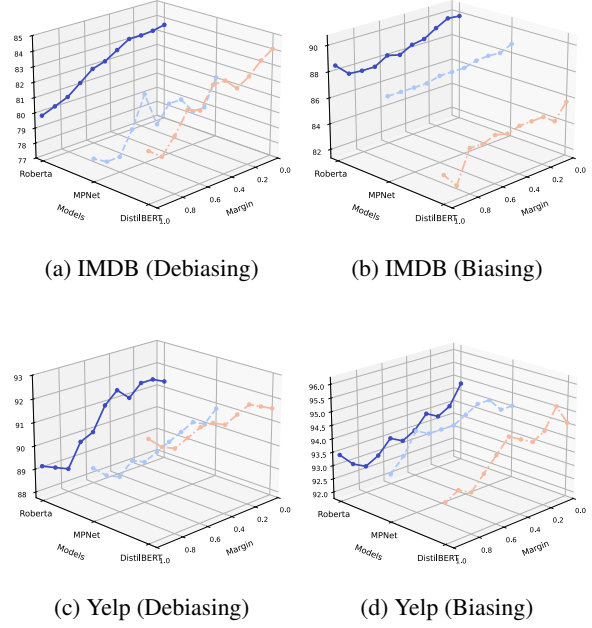 85
84
83
82
81
80
79
78
77
Roberta
MPNet
DistilBERT
Models
1.0
0.8
0.6
0.4
0.2
0.0
Margin
(a) IMDB (Debiasing)
90
88
86
84
82
Roberta
MPNet
DistilBERT
Models
1.0
0.8
0.6
0.4
0.2
0.0
Margin
(b) IMDB (Biasing)
93
92
91
90
89
88
Roberta
MPNet
DistilBERT
Models
1.0
0.8
0.6
0.4
0.2
0.0
Margin
(c) Yelp (Debiasing)
96.0
95.5
95.0
94.5
94.0
93.5
93.0
92.5
92.0
Roberta
MPNet
DistilBERT
Models
1.0
0.8
0.6
0.4
0.2
0.0
Margin
(d) Yelp (Biasing)